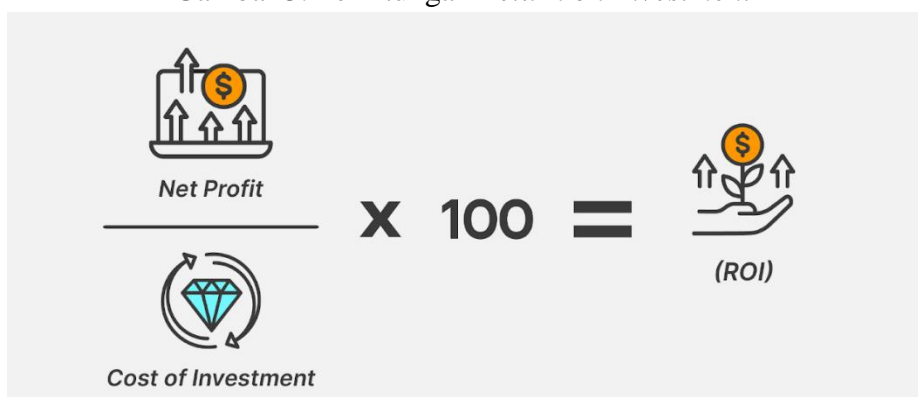 $
Net Profit
x 100 =
$
(ROI)
Cost of Investment